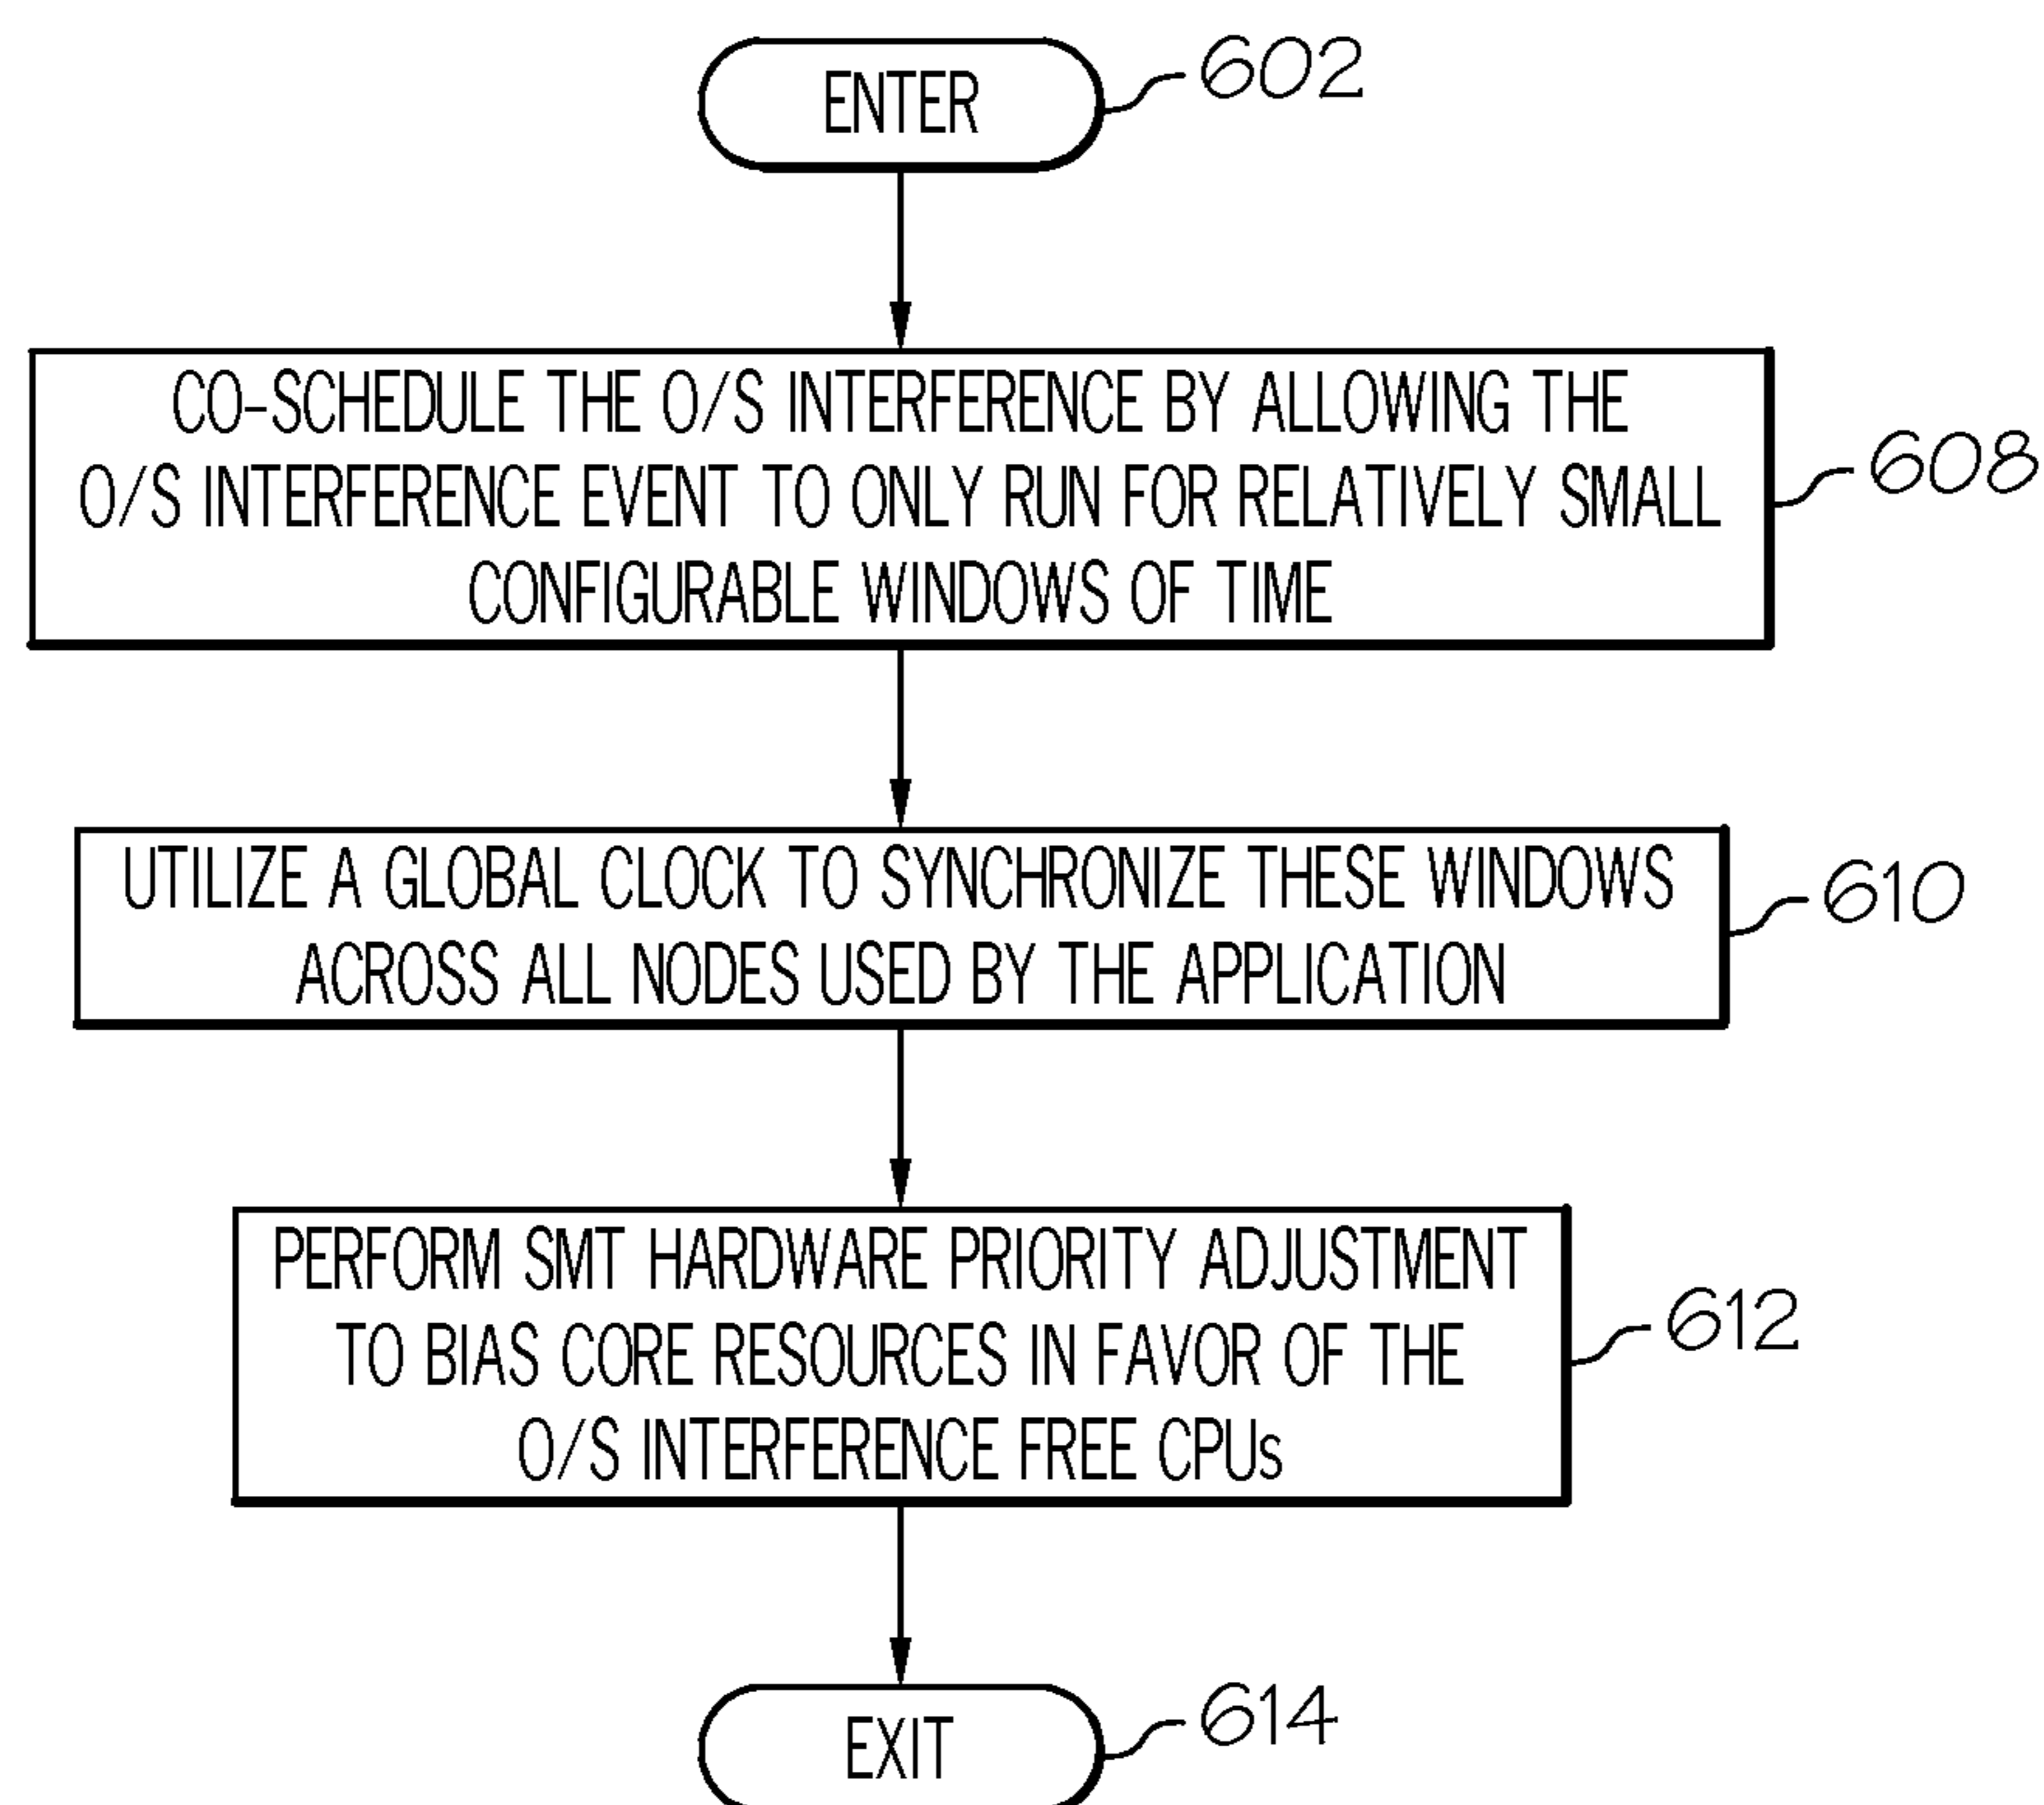 ENTER
602
CO-SCHEDULE THE O/S INTERFERENCE BY ALLOWING THE
O/S INTERFERENCE EVENT TO ONLY RUN FOR RELATIVELY SMALL
CONFIGURABLE WINDOWS OF TIME
608
UTILIZE A GLOBAL CLOCK TO SYNCHRONIZE THESE WINDOWS
ACROSS ALL NODES USED BY THE APPLICATION
610
PERFORM SMT HARDWARE PRIORITY ADJUSTMENT
TO BIAS CORE RESOURCES IN FAVOR OF THE
O/S INTERFERENCE FREE CPUs
612
EXIT
614